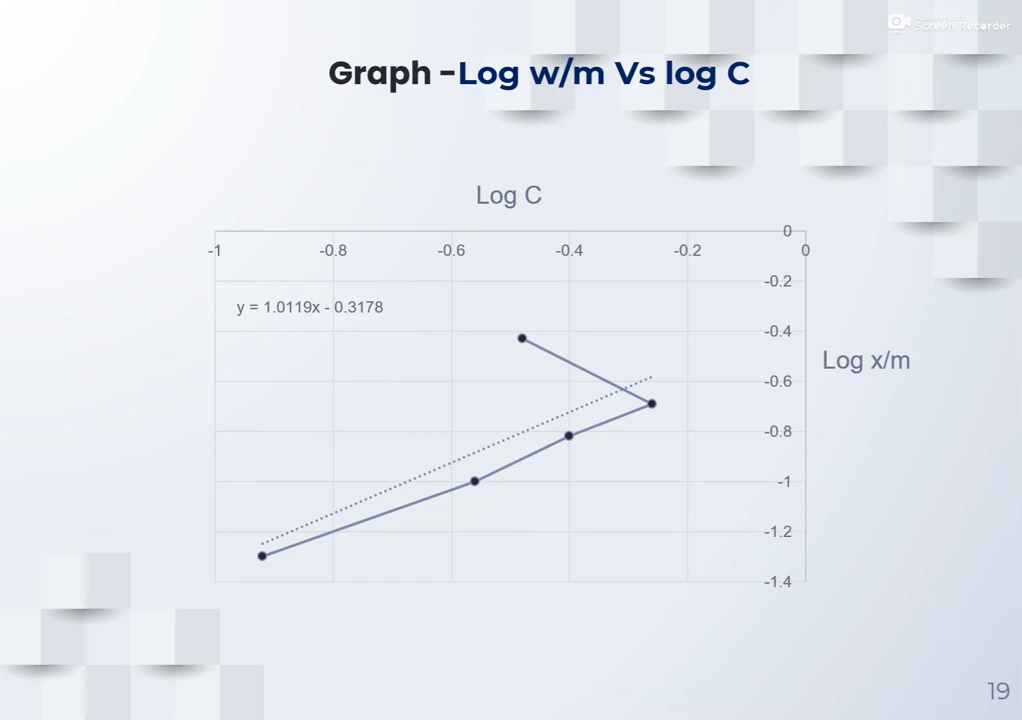 Apowersoft
Screen Recorder
Graph –Log w/m Vs log C
Log C
-1 -0.8 -0.6 -0.4 -0.2 0
0
-0.2
y = 1.0119x - 0.3178
-0.4
Log x/m
-0.6
-0.8
-1
-1.2
-1.4
19